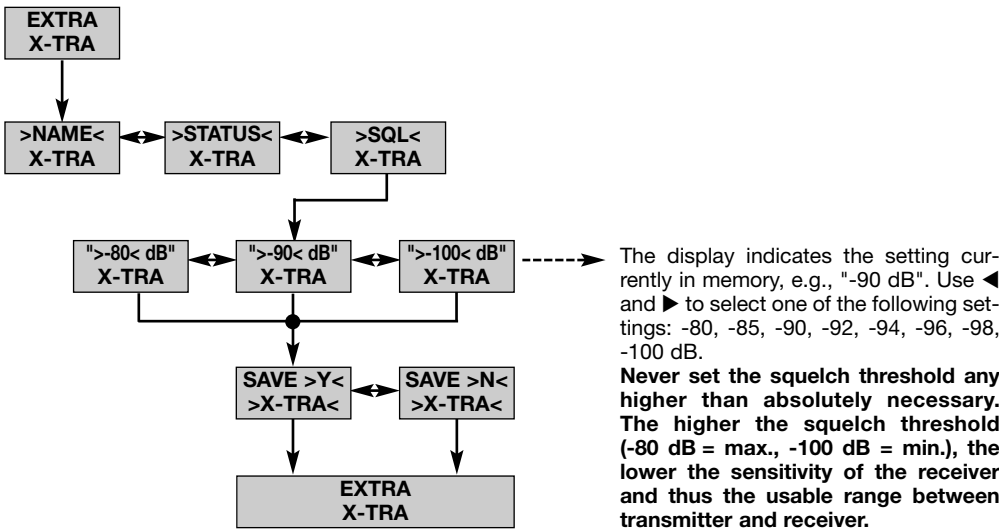 EXTRA
X-TRA
>NAME<
X-TRA
>STATUS<
X-TRA
>SQL<
X-TRA
">-80< dB"
X-TRA
">-90< dB"
X-TRA
">-100< dB"
X-TRA
The display indicates the setting cur-
rently in memory, e.g., "-90 dB". Use ◀
and ▶ to select one of the following set-
tings: -80, -85, -90, -92, -94, -96, -98,
-100 dB.
Never set the squelch threshold any
higher than absolutely necessary.
The higher the squelch threshold
(-80 dB = max., -100 dB = min.), the
lower the sensitivity of the receiver
and thus the usable range between
transmitter and receiver.
SAVE >Y<
>X-TRA<
SAVE >N<
>X-TRA<
EXTRA
X-TRA